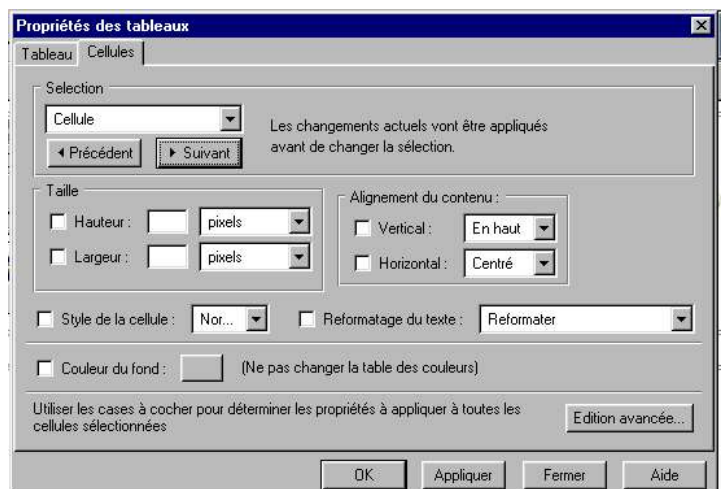 Propriétés des tableaux
Tableau Cellules
Selection
Cellule
Les changements actuels vont être appliqués
avant de changer la sélection.
Précédent Suivant
Taille
Hauteur : pixels
Largeur : pixels
Alignement du contenu :
Vertical : En haut
Horizontal : Centré
Style de la cellule : Nor... Reformatage du texte : Reformater
Couleur du fond : (Ne pas changer la table des couleurs)
Utiliser les cases à cocher pour déterminer les propriétés à appliquer à toutes les
cellules sélectionnées
Edition avancée...
OK Appliquer Fermer Aide